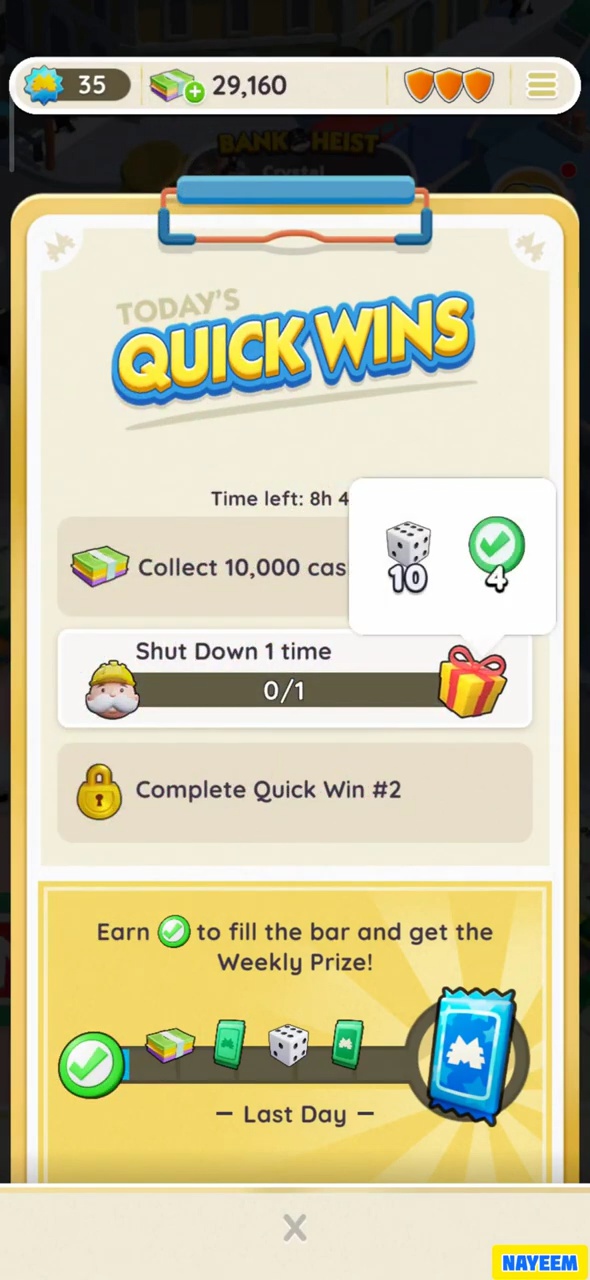 35
29,160
BANK HEIST
Crystal
TODAY'S
QUICK WINS
Time left: 8h 4
10
4
Collect 10,000 cas
Shut Down 1 time
0/1
Complete Quick Win #2
Earn to fill the bar and get the
Weekly Prize!
– Last Day –
X
NAYEEM